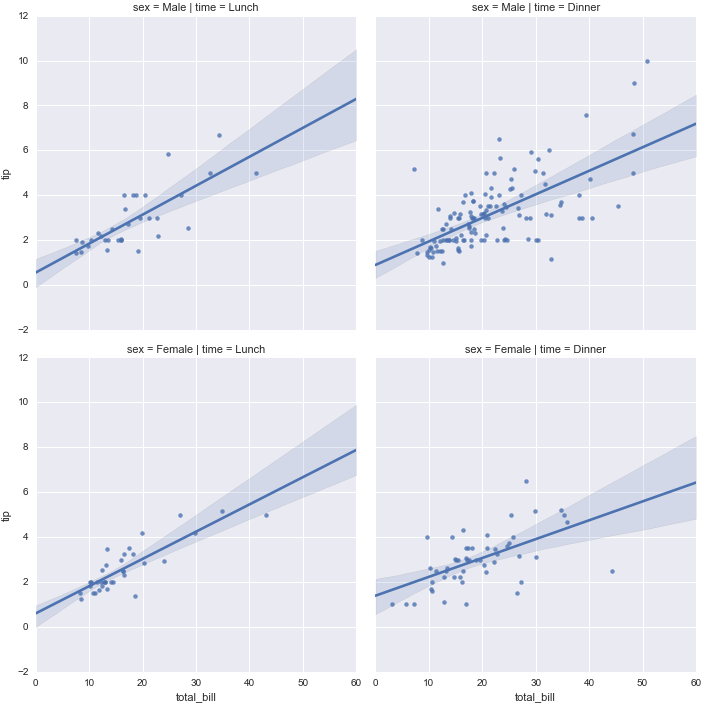 sex = Male | time = Lunch
sex = Male | time = Dinner
12
10
8
6
4
2
0
−2
tip
sex = Female | time = Lunch
sex = Female | time = Dinner
12
10
8
6
4
2
0
−2
tip
0 10 20 30 40 50 60
0 10 20 30 40 50 60
total_bill
total_bill